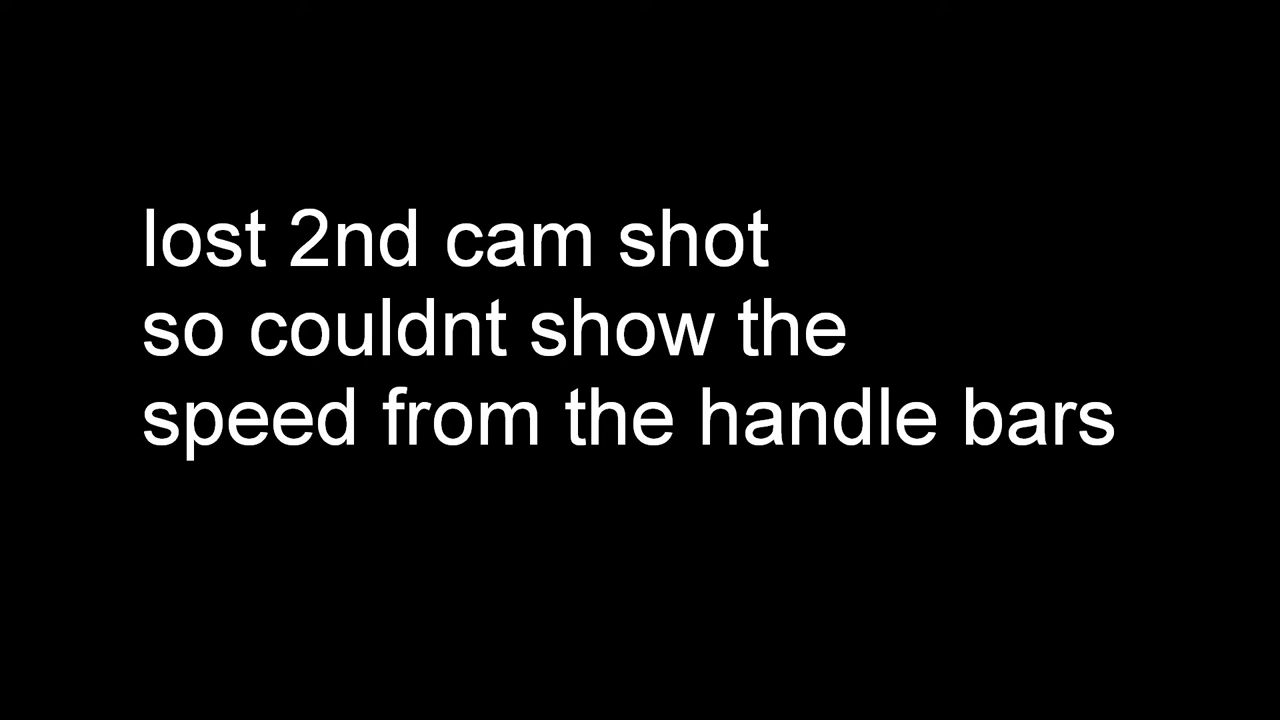 lost 2nd cam shot
so couldnt show the
speed from the handle bars